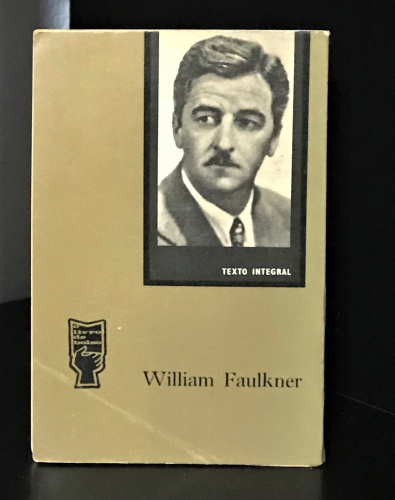 TEXTO INTEGRAL
o
livro
de
bolso
William Faulkner